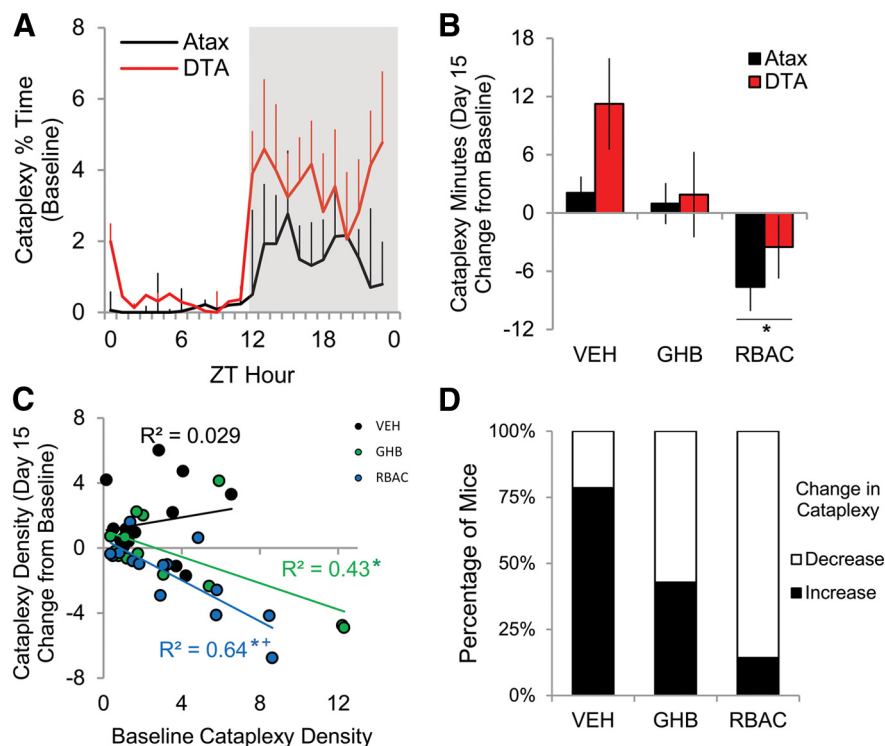 A
Cataplexy % Time
(Baseline)
8
6
4
2
0
Atax
DTA
0
6
12
18
0
ZT Hour
B
Cataplexy Minutes (Day 15
Change from Baseline)
18
12
6
0
-6
-12
Atax
DTA
*
VEH
GHB
RBAC
C
Cataplexy Density (Day 15
Change from Baseline)
8
4
0
-4
-8
R² = 0.029
VEH
GHB
RBAC
R² = 0.43*
R² = 0.64*+
0
4
8
12
Baseline Cataplexy Density
D
Percentage of Mice
100%
75%
50%
25%
0%
Change in
Cataplexy
Decrease
Increase
VEH
GHB
RBAC